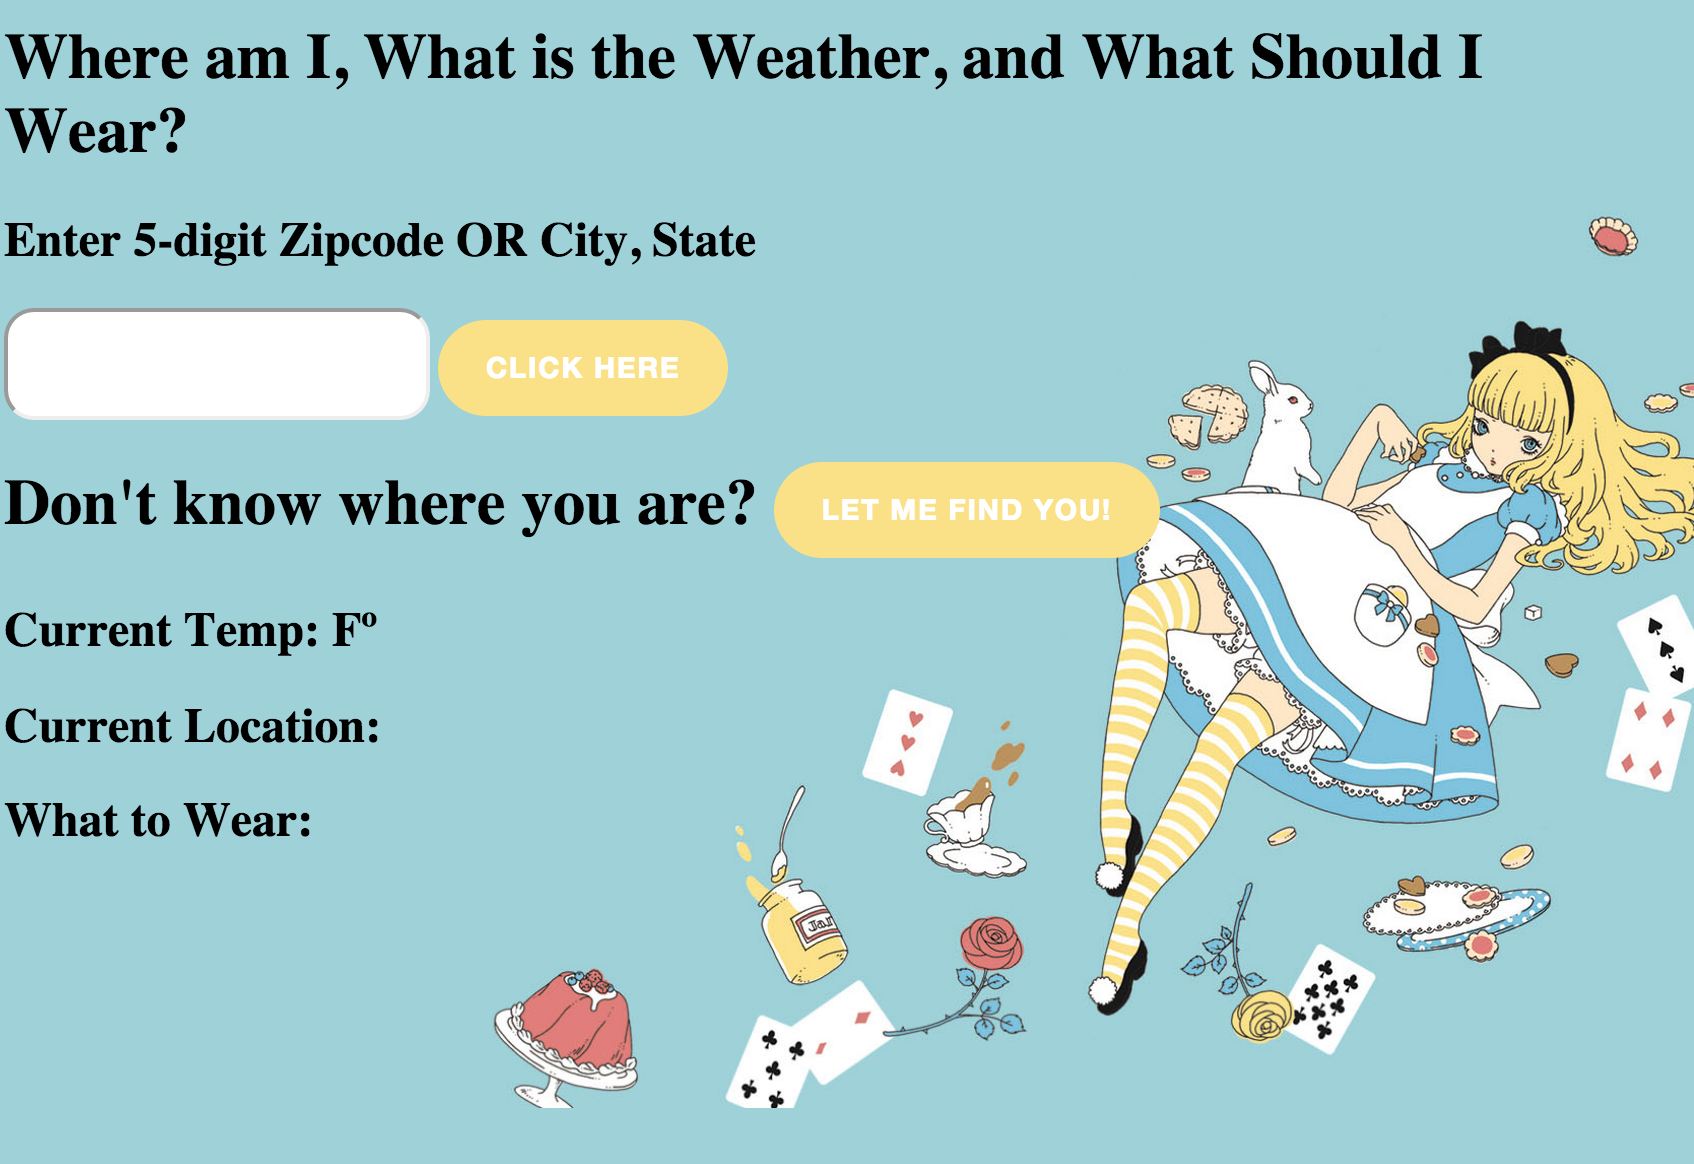 Where am I, What is the Weather, and What Should I
Wear?
Enter 5-digit Zipcode OR City, State
CLICK HERE
Don't know where you are? LET ME FIND YOU!
Current Temp: Fº
Current Location:
What to Wear: